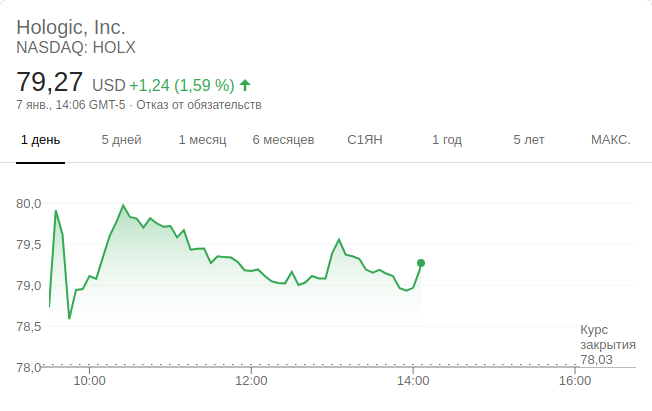 Hologic, Inc.
NASDAQ: HOLX
79,27 USD +1,24 (1,59 %)
7 янв., 14:06 GMT-5 · Отказ от обязательств
1 день 5 дней 1 месяц 6 месяцев С1ЯН 1 год 5 лет МАКС.
80,0
79,5
79,0
78,5
78,0
Курс
закрытия
78,03
10:00 12:00 14:00 16:00